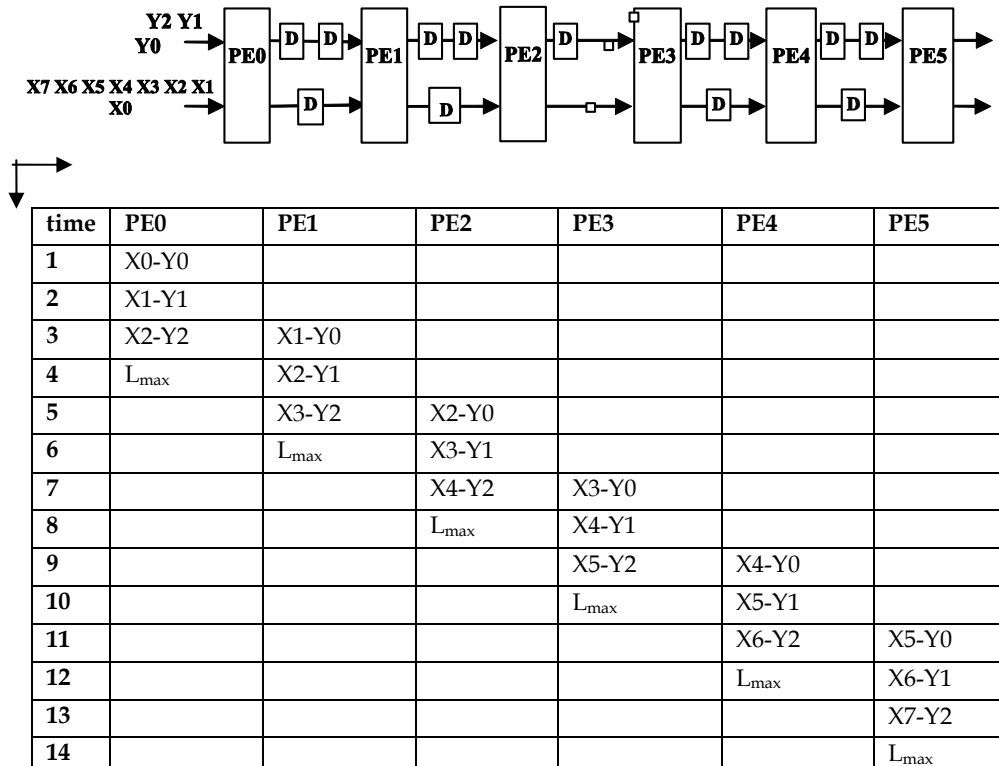 Y2 Y1
Y0
X7 X6 X5 X4 X3 X2 X1
X0
PE0 D D PE1 D D PE2 D PE3 D D PE4 D D PE5
D D D D
time PE0 PE1 PE2 PE3 PE4 PE5
1 X0-Y0
2 X1-Y1
3 X2-Y2 X1-Y0
4 Lmax X2-Y1
5 X3-Y2 X2-Y0
6 Lmax X3-Y1
7 X4-Y2 X3-Y0
8 Lmax X4-Y1
9 X5-Y2 X4-Y0
10 Lmax X5-Y1
11 X6-Y2 X5-Y0
12 Lmax X6-Y1
13 X7-Y2
14 Lmax